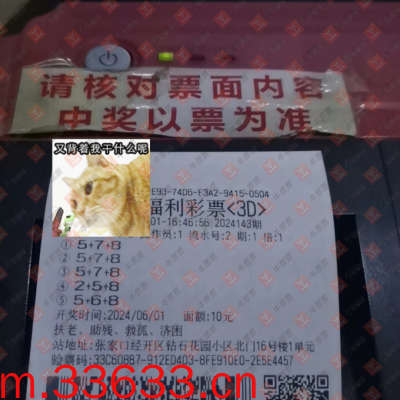 请核对票面内容
中奖以票为准
又背着我干什么呢
E93-74D6-F3A2-9415-050A
福利彩票<3D>
01-16:46:56 2024143期
作员:1 流水号:2 期:1 倍:1
① 5+7+8
② 5+7+8
③ 5+7+8
④ 2+5+8
⑤ 5+6+8
开奖时间:2024/06/01 面额:10元
扶老、助残、救孤、济困
站地址:张家口经开区钻石花园小区北门16号楼1单元
验票码:33C60887-912E0403-8FE910E0-2E5E4457
m.33633.cn